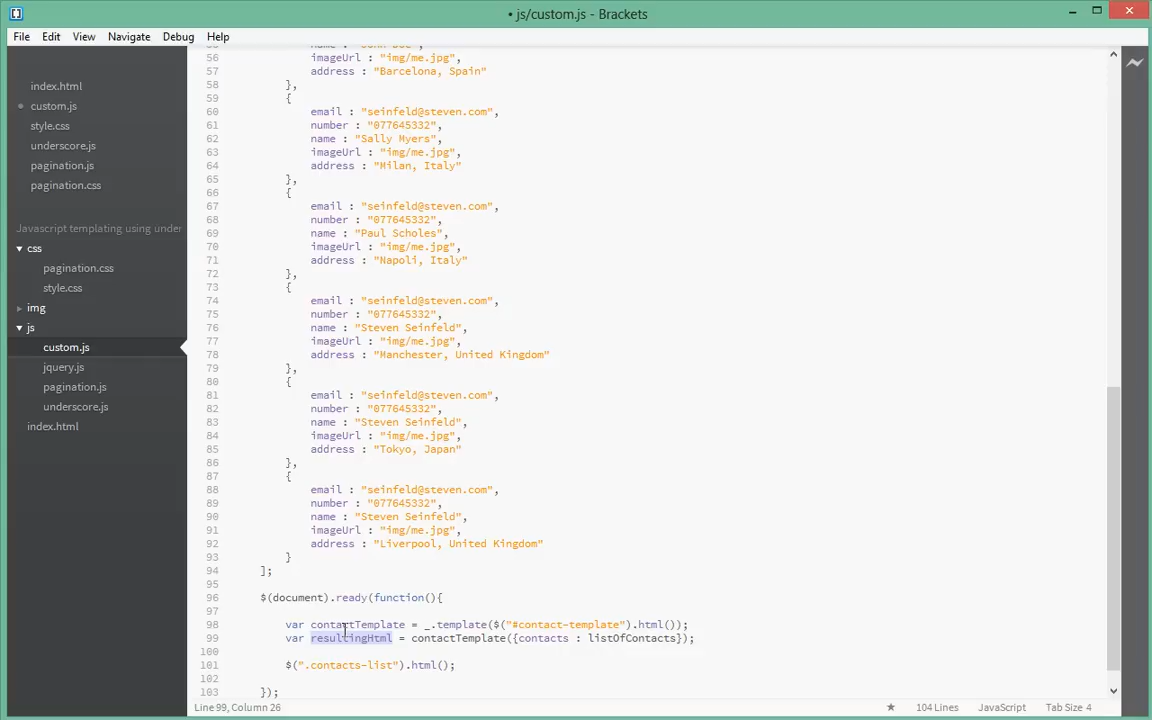 • js/custom.js - Brackets
File Edit View Navigate Debug Help
index.html
custom.js
style.css
underscore.js
pagination.js
pagination.css
Javascript templating using under
css
pagination.css
style.css
img
js
custom.js
jquery.js
pagination.js
underscore.js
index.html
56 imageUrl : "img/me.jpg",
57 address : "Barcelona, Spain"
58 },
59 {
60 email : "seinfeld@steven.com",
61 number : "077645332",
62 name : "Sally Myers",
63 imageUrl : "img/me.jpg",
64 address : "Milan, Italy"
65 },
66 {
67 email : "seinfeld@steven.com",
68 number : "077645332",
69 name : "Paul Scholes",
70 imageUrl : "img/me.jpg",
71 address : "Napoli, Italy"
72 },
73 {
74 email : "seinfeld@steven.com",
75 number : "077645332",
76 name : "Steven Seinfeld",
77 imageUrl : "img/me.jpg",
78 address : "Manchester, United Kingdom"
79 },
80 {
81 email : "seinfeld@steven.com",
82 number : "077645332",
83 name : "Steven Seinfeld",
84 imageUrl : "img/me.jpg",
85 address : "Tokyo, Japan"
86 },
87 {
88 email : "seinfeld@steven.com",
89 number : "077645332",
90 name : "Steven Seinfeld",
91 imageUrl : "img/me.jpg",
92 address : "Liverpool, United Kingdom"
93 }
94 ];
95
96 $(document).ready(function(){
97
98 var contactTemplate = _.template($("#contact-template").html());
99 var resultingHtml = contactTemplate({contacts : listOfContacts});
100
101 $(".contacts-list").html();
102
103 });
Line 99, Column 26
104 Lines JavaScript Tab Size 4